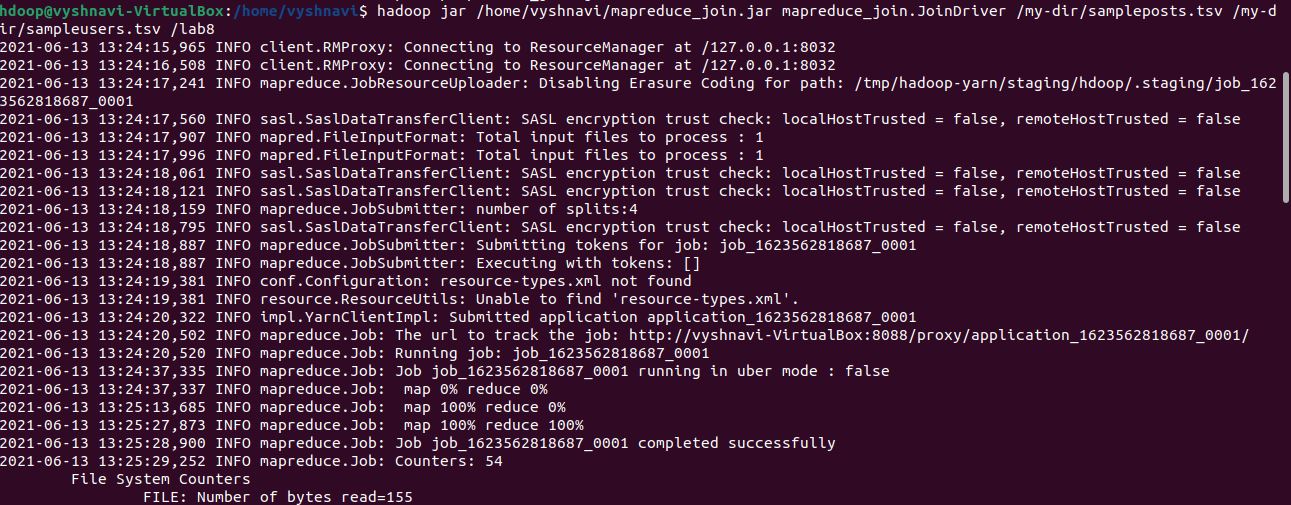 hdoop@vyshnavi-VirtualBox:/home/vyshnavi$ hadoop jar /home/vyshnavi/mapreduce_join.jar mapreduce_join.JoinDriver /my-dir/sampleposts.tsv /my-d
ir/sampleusers.tsv /lab8
2021-06-13 13:24:15,965 INFO client.RMProxy: Connecting to ResourceManager at /127.0.0.1:8032
2021-06-13 13:24:16,508 INFO client.RMProxy: Connecting to ResourceManager at /127.0.0.1:8032
2021-06-13 13:24:17,241 INFO mapreduce.JobResourceUploader: Disabling Erasure Coding for path: /tmp/hadoop-yarn/staging/hdoop/.staging/job_162
3562818687_0001
2021-06-13 13:24:17,560 INFO sasl.SaslDataTransferClient: SASL encryption trust check: localHostTrusted = false, remoteHostTrusted = false
2021-06-13 13:24:17,907 INFO mapred.FileInputFormat: Total input files to process : 1
2021-06-13 13:24:17,996 INFO mapred.FileInputFormat: Total input files to process : 1
2021-06-13 13:24:18,061 INFO sasl.SaslDataTransferClient: SASL encryption trust check: localHostTrusted = false, remoteHostTrusted = false
2021-06-13 13:24:18,121 INFO sasl.SaslDataTransferClient: SASL encryption trust check: localHostTrusted = false, remoteHostTrusted = false
2021-06-13 13:24:18,159 INFO mapreduce.JobSubmitter: number of splits:4
2021-06-13 13:24:18,795 INFO sasl.SaslDataTransferClient: SASL encryption trust check: localHostTrusted = false, remoteHostTrusted = false
2021-06-13 13:24:18,887 INFO mapreduce.JobSubmitter: Submitting tokens for job: job_1623562818687_0001
2021-06-13 13:24:18,887 INFO mapreduce.JobSubmitter: Executing with tokens: []
2021-06-13 13:24:19,381 INFO conf.Configuration: resource-types.xml not found
2021-06-13 13:24:19,381 INFO resource.ResourceUtils: Unable to find 'resource-types.xml'.
2021-06-13 13:24:20,322 INFO impl.YarnClientImpl: Submitted application application_1623562818687_0001
2021-06-13 13:24:20,502 INFO mapreduce.Job: The url to track the job: http://vyshnavi-VirtualBox:8088/proxy/application_1623562818687_0001/
2021-06-13 13:24:20,520 INFO mapreduce.Job: Running job: job_1623562818687_0001
2021-06-13 13:24:37,335 INFO mapreduce.Job: Job job_1623562818687_0001 running in uber mode : false
2021-06-13 13:24:37,337 INFO mapreduce.Job:  map 0% reduce 0%
2021-06-13 13:25:13,685 INFO mapreduce.Job:  map 100% reduce 0%
2021-06-13 13:25:27,873 INFO mapreduce.Job:  map 100% reduce 100%
2021-06-13 13:25:28,900 INFO mapreduce.Job: Job job_1623562818687_0001 completed successfully
2021-06-13 13:25:29,252 INFO mapreduce.Job: Counters: 54
File System Counters
FILE: Number of bytes read=155